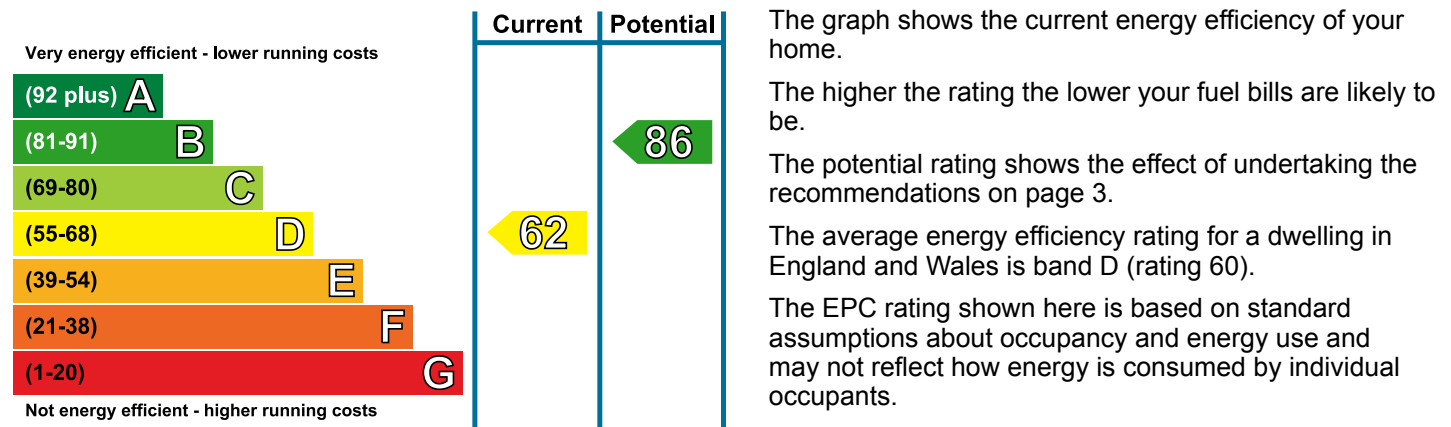 Current Potential
Very energy efficient - lower running costs
(92 plus) A
(81-91) B
86
(69-80) C
(55-68) D
62
(39-54) E
(21-38) F
(1-20) G
Not energy efficient - higher running costs
The graph shows the current energy efficiency of your
home.
The higher the rating the lower your fuel bills are likely to
be.
The potential rating shows the effect of undertaking the
recommendations on page 3.
The average energy efficiency rating for a dwelling in
England and Wales is band D (rating 60).
The EPC rating shown here is based on standard
assumptions about occupancy and energy use and
may not reflect how energy is consumed by individual
occupants.